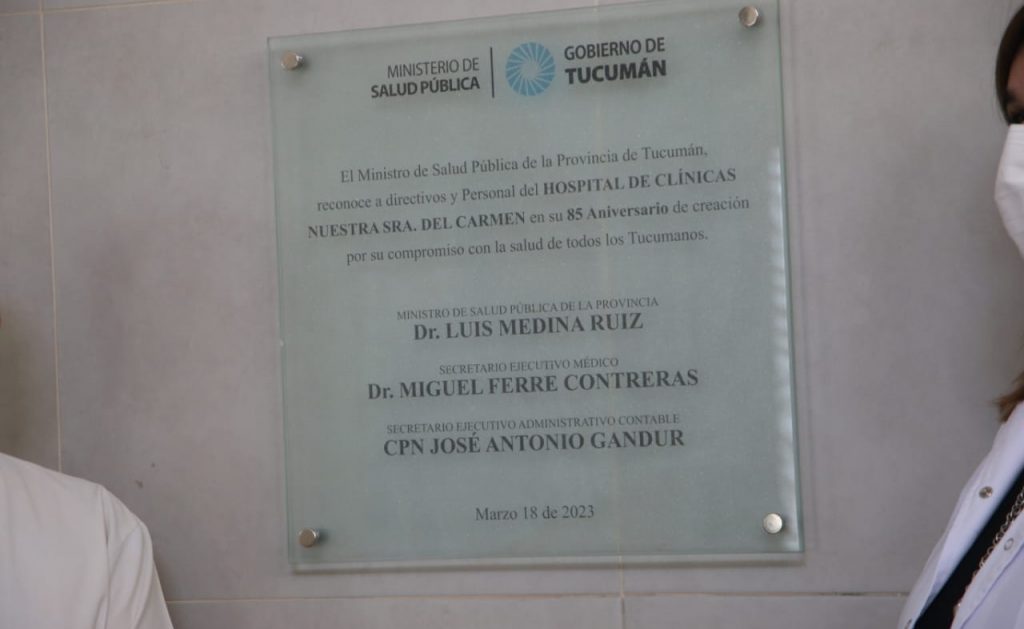 MINISTERIO DE
SALUD PÚBLICA
GOBIERNO DE
TUCUMÁN
El Ministro de Salud Pública de la Provincia de Tucumán,
reconoce a directivos y Personal del HOSPITAL DE CLÍNICAS
NUESTRA SRA. DEL CARMEN en su 85 Aniversario de creación
por su compromiso con la salud de todos los Tucumanos.
MINISTRO DE SALUD PÚBLICA DE LA PROVINCIA
Dr. LUIS MEDINA RUIZ
SECRETARIO EJECUTIVO MÉDICO
Dr. MIGUEL FERRE CONTRERAS
SECRETARIO EJECUTIVO ADMINISTRATIVO CONTABLE
CPN JOSÉ ANTONIO GANDUR
Marzo 18 de 2023